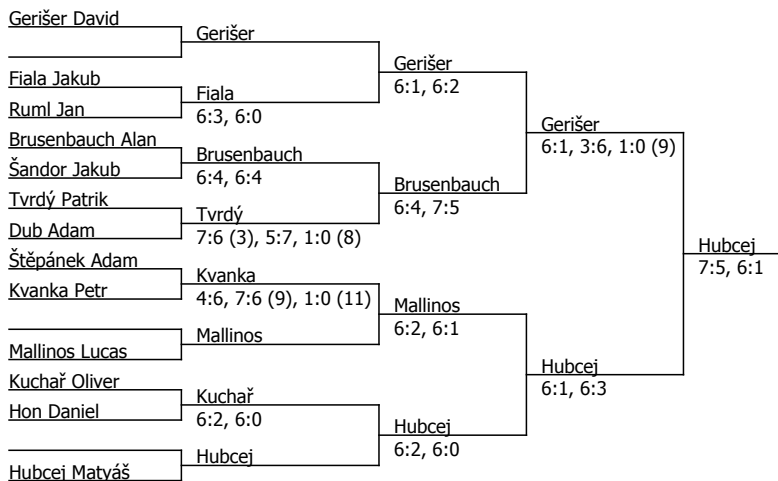 Gerišer David
Fiala Jakub
Ruml Jan
Brusenbauch Alan
Šandor Jakub
Tvrdý Patrik
Dub Adam
Štěpánek Adam
Kvanka Petr
Mallinos Lucas
Kuchař Oliver
Hon Daniel
Hubcej Matyáš
Gerišer
Fiala
6:3, 6:0
Brusenbauch
6:4, 6:4
Tvrdý
7:6 (3), 5:7, 1:0 (8)
Kvanka
4:6, 7:6 (9), 1:0 (11)
Mallinos
Kuchař
6:2, 6:0
Hubcej
Gerišer
6:1, 6:2
Brusenbauch
6:4, 7:5
Mallinos
6:2, 6:1
Hubcej
6:2, 6:0
Gerišer
6:1, 3:6, 1:0 (9)
Hubcej
6:1, 6:3
Hubcej
7:5, 6:1